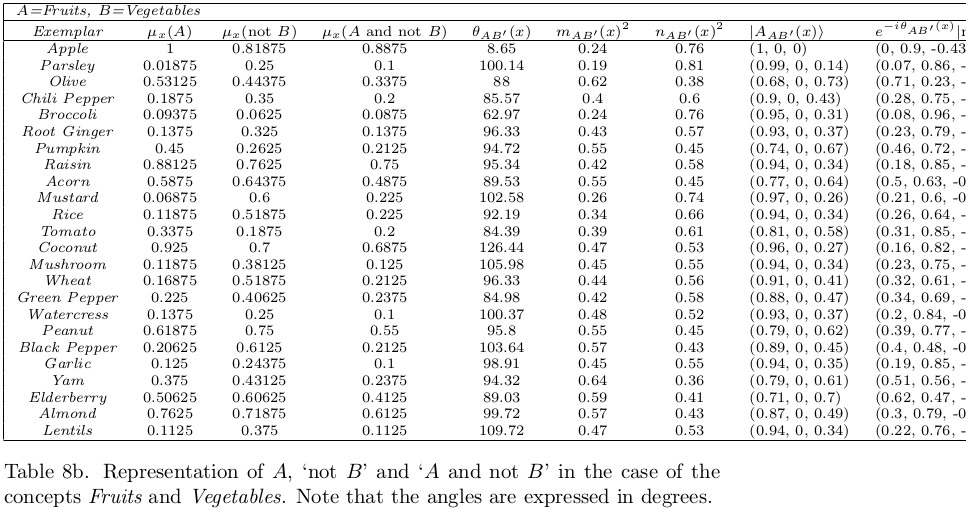 A=Fruits, B=Vegetables
Exemplar μx(A) μx(not B) μx(A and not B) θAB′(x) mAB′(x)² nAB′(x)² |AAB′(x)⟩ e^−iθAB′(x)|n
Apple 1 0.81875 0.8875 8.65 0.24 0.76 (1, 0, 0) (0, 0.9, -0.43
Parsley 0.01875 0.25 0.1 100.14 0.19 0.81 (0.99, 0, 0.14) (0.07, 0.86, -
Olive 0.53125 0.44375 0.3375 88 0.62 0.38 (0.68, 0, 0.73) (0.71, 0.23, -
Chili Pepper 0.1875 0.35 0.2 85.57 0.4 0.6 (0.9, 0, 0.43) (0.28, 0.75, -
Broccoli 0.09375 0.0625 0.0875 62.97 0.24 0.76 (0.95, 0, 0.31) (0.08, 0.96, -
Root Ginger 0.1375 0.325 0.1375 96.33 0.43 0.57 (0.93, 0, 0.37) (0.23, 0.79, -
Pumpkin 0.45 0.2625 0.2125 94.72 0.55 0.45 (0.74, 0, 0.67) (0.46, 0.72, -
Raisin 0.88125 0.7625 0.75 95.34 0.42 0.58 (0.94, 0, 0.34) (0.18, 0.85, -
Acorn 0.5875 0.64375 0.4875 89.53 0.55 0.45 (0.77, 0, 0.64) (0.5, 0.63, -0
Mustard 0.06875 0.6 0.225 102.58 0.26 0.74 (0.97, 0, 0.26) (0.21, 0.6, -0
Rice 0.11875 0.51875 0.225 92.19 0.34 0.66 (0.94, 0, 0.34) (0.26, 0.64, -
Tomato 0.3375 0.1875 0.2 84.39 0.39 0.61 (0.81, 0, 0.58) (0.31, 0.85, -
Coconut 0.925 0.7 0.6875 126.44 0.47 0.53 (0.96, 0, 0.27) (0.16, 0.82, -
Mushroom 0.11875 0.38125 0.125 105.98 0.45 0.55 (0.94, 0, 0.34) (0.23, 0.75, -
Wheat 0.16875 0.51875 0.2125 96.33 0.44 0.56 (0.91, 0, 0.41) (0.32, 0.61, -
Green Pepper 0.225 0.40625 0.2375 84.98 0.42 0.58 (0.88, 0, 0.47) (0.34, 0.69, -
Watercress 0.1375 0.25 0.1 100.37 0.48 0.52 (0.93, 0, 0.37) (0.2, 0.84, -0
Peanut 0.61875 0.75 0.55 95.8 0.55 0.45 (0.79, 0, 0.62) (0.39, 0.77, -
Black Pepper 0.20625 0.6125 0.2125 103.64 0.57 0.43 (0.89, 0, 0.45) (0.4, 0.48, -0
Garlic 0.125 0.24375 0.1 98.91 0.45 0.55 (0.94, 0, 0.35) (0.19, 0.85, -
Yam 0.375 0.43125 0.2375 94.32 0.64 0.36 (0.79, 0, 0.61) (0.51, 0.56, -
Elderberry 0.50625 0.60625 0.4125 89.03 0.59 0.41 (0.71, 0, 0.7) (0.62, 0.47, -
Almond 0.7625 0.71875 0.6125 99.72 0.57 0.43 (0.87, 0, 0.49) (0.3, 0.79, -0
Lentils 0.1125 0.375 0.1125 109.72 0.47 0.53 (0.94, 0, 0.34) (0.22, 0.76, -
Table 8b. Representation of A, ‘not B’ and ‘A and not B’ in the case of the
concepts Fruits and Vegetables. Note that the angles are expressed in degrees.